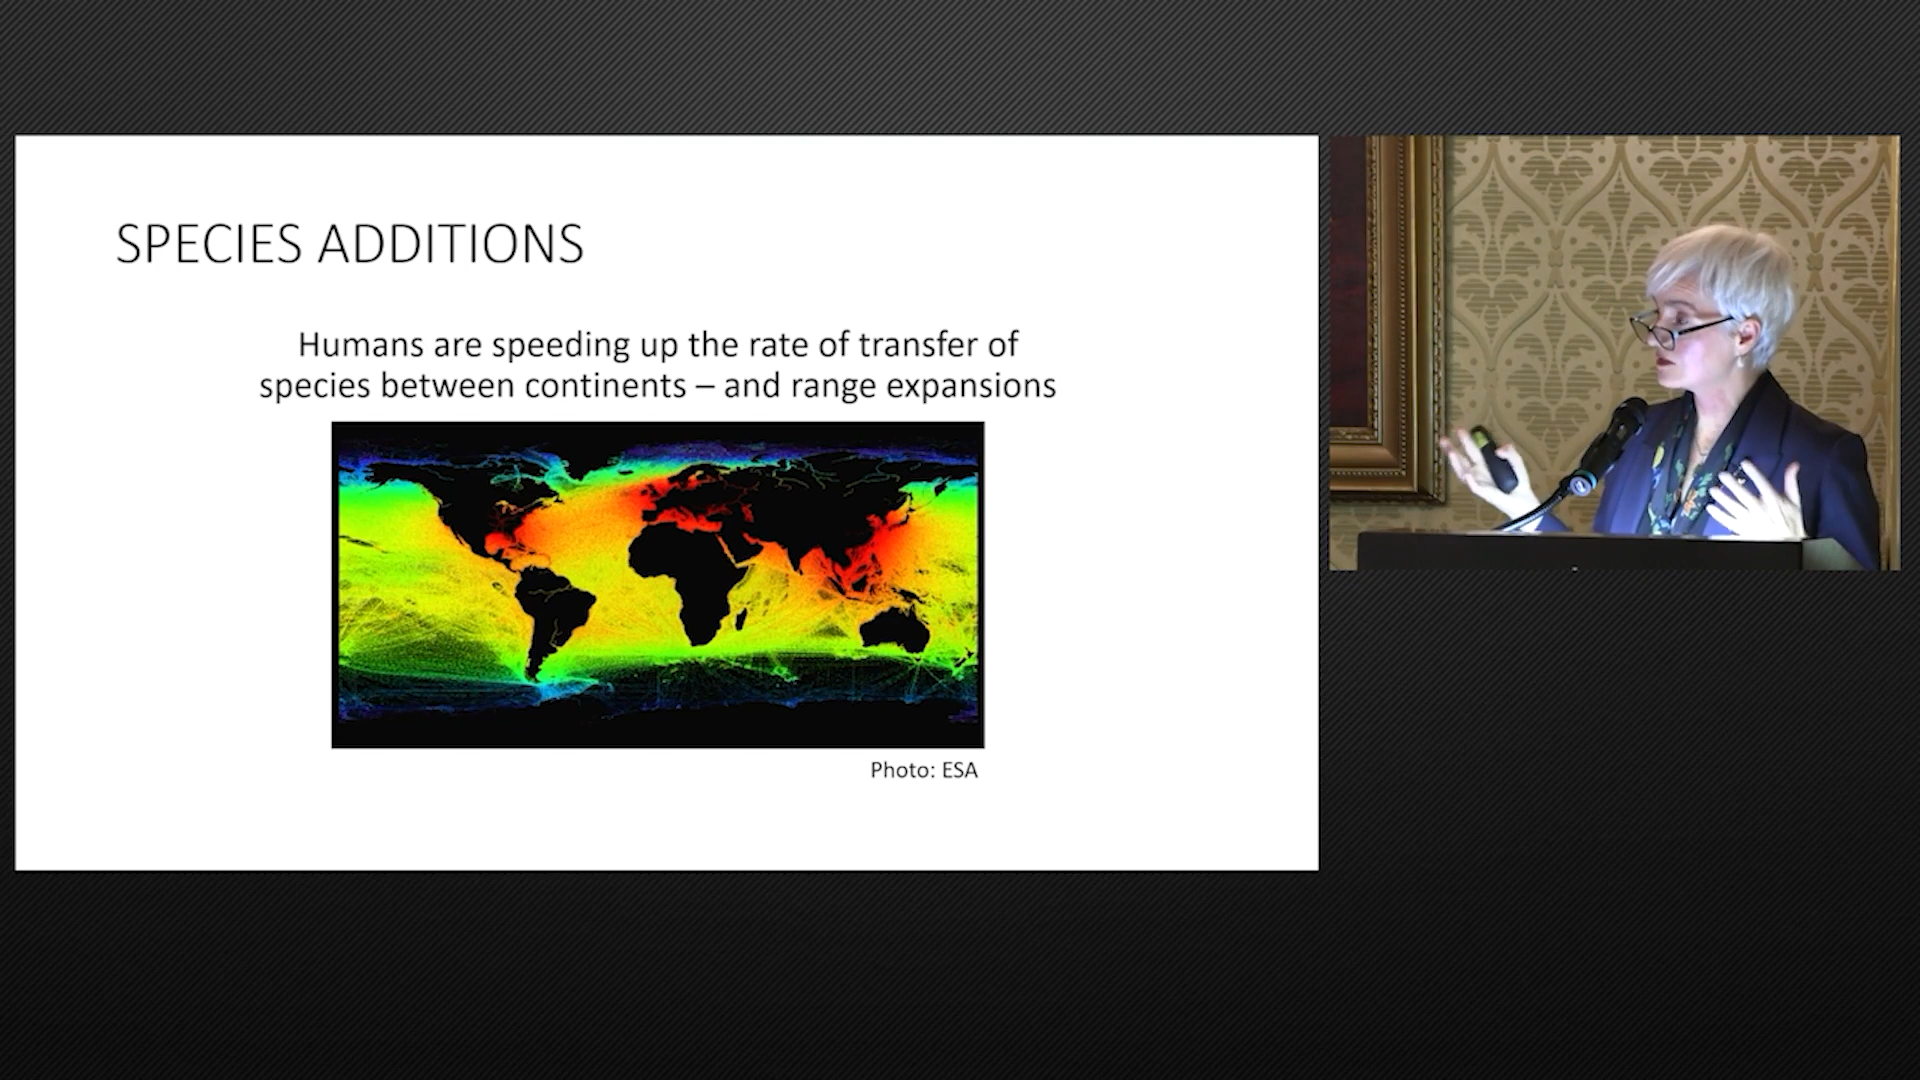 SPECIES ADDITIONS
Humans are speeding up the rate of transfer of
species between continents – and range expansions
Photo: ESA